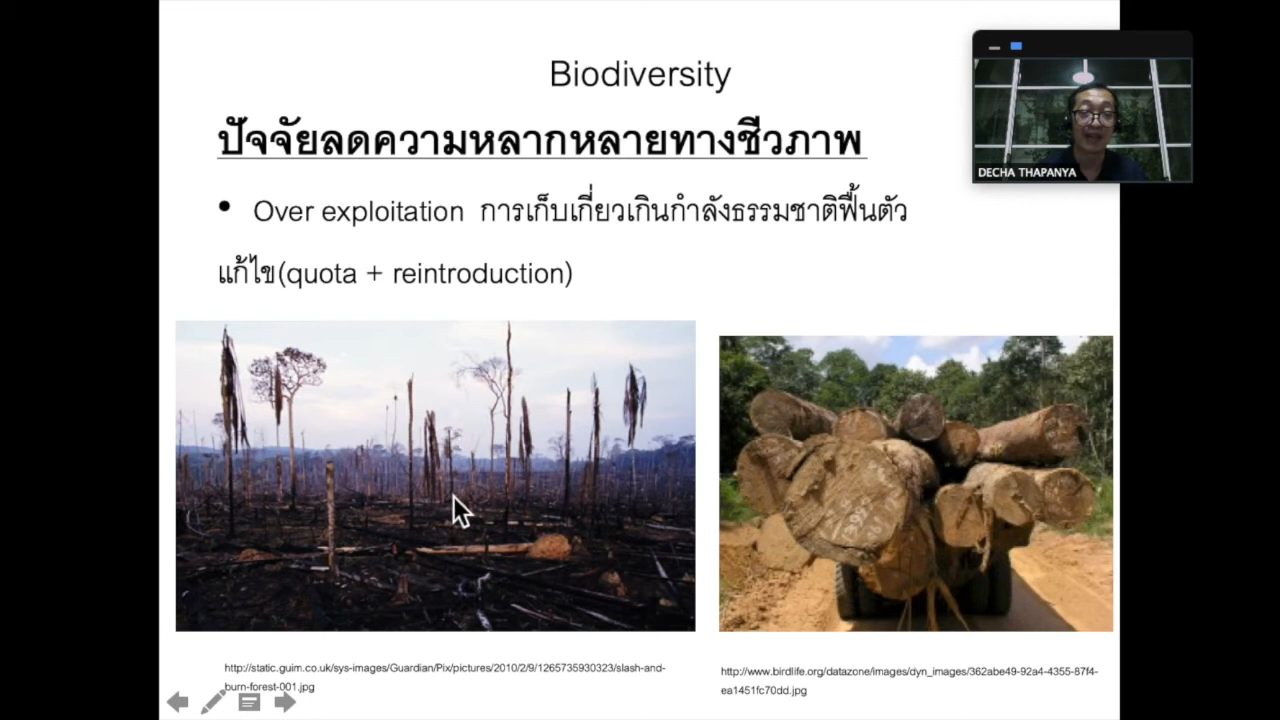 Biodiversity
ปัจจัยลดความหลากหลายทางชีวภาพ
• Over exploitation การเก็บเกี่ยวเกินกำลังธรรมชาติฟื้นตัว
แก้ไข(quota + reintroduction)
DECHA THAPANYA
http://static.guim.co.uk/sys-images/Guardian/Pix/pictures/2010/2/9/1265735930323/slash-and-
burn-forest-001.jpg
http://www.birdlife.org/datazone/images/dyn_images/362abe49-92a4-4355-87f4-
ea1451fc70dd.jpg